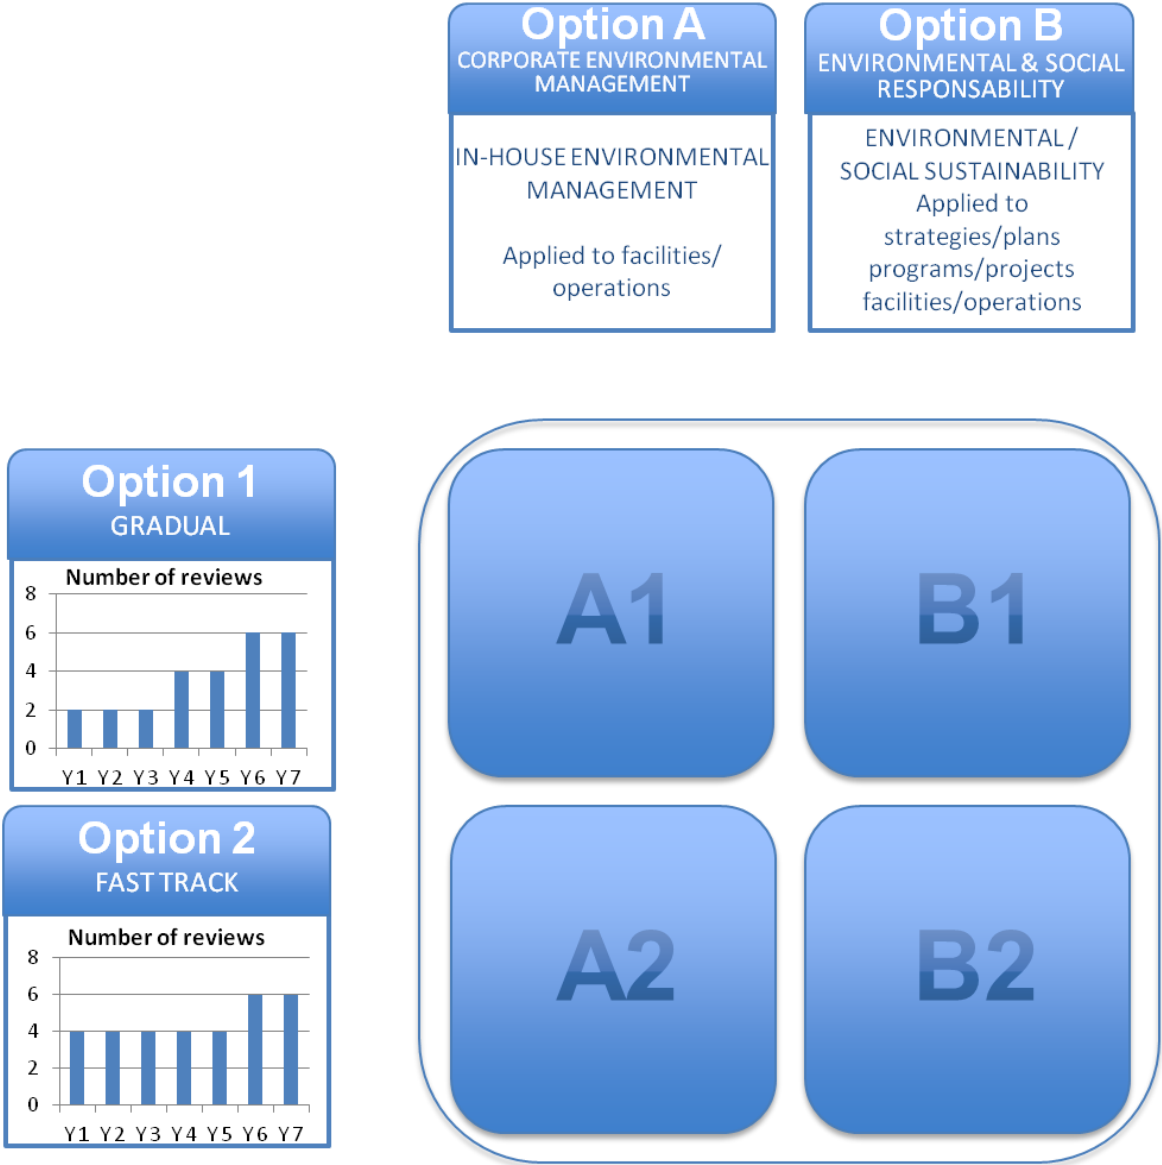 Option A
CORPORATE ENVIRONMENTAL
MANAGEMENT
IN-HOUSE ENVIRONMENTAL
MANAGEMENT
Applied to facilities/
operations
Option B
ENVIRONMENTAL & SOCIAL
RESPONSABILITY
ENVIRONMENTAL /
SOCIAL SUSTAINABILITY
Applied to
strategies/plans
programs/projects
facilities/operations
Option 1
GRADUAL
Number of reviews
8
6
4
2
0
Y1 Y2 Y3 Y4 Y5 Y6 Y7
A1
B1
Option 2
FAST TRACK
Number of reviews
8
6
4
2
0
Y1 Y2 Y3 Y4 Y5 Y6 Y7
A2
B2